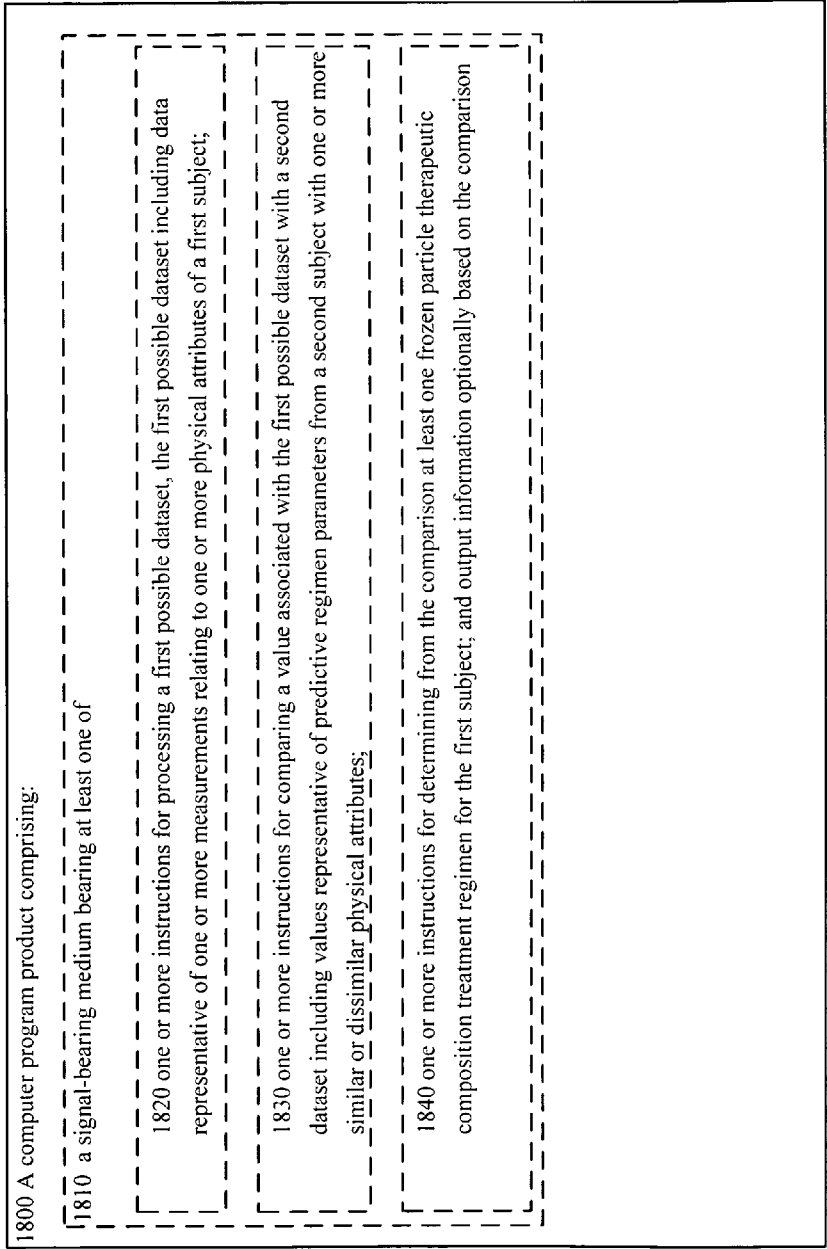 1800 A computer program product comprising:
1810 a signal-bearing medium bearing at least one of
1820 one or more instructions for processing a first possible dataset, the first possible dataset including data
representative of one or more measurements relating to one or more physical attributes of a first subject;
1830 one or more instructions for comparing a value associated with the first possible dataset with a second
dataset including values representative of predictive regimen parameters from a second subject with one or more
similar or dissimilar physical attributes;
1840 one or more instructions for determining from the comparison at least one frozen particle therapeutic
composition treatment regimen for the first subject; and output information optionally based on the comparison